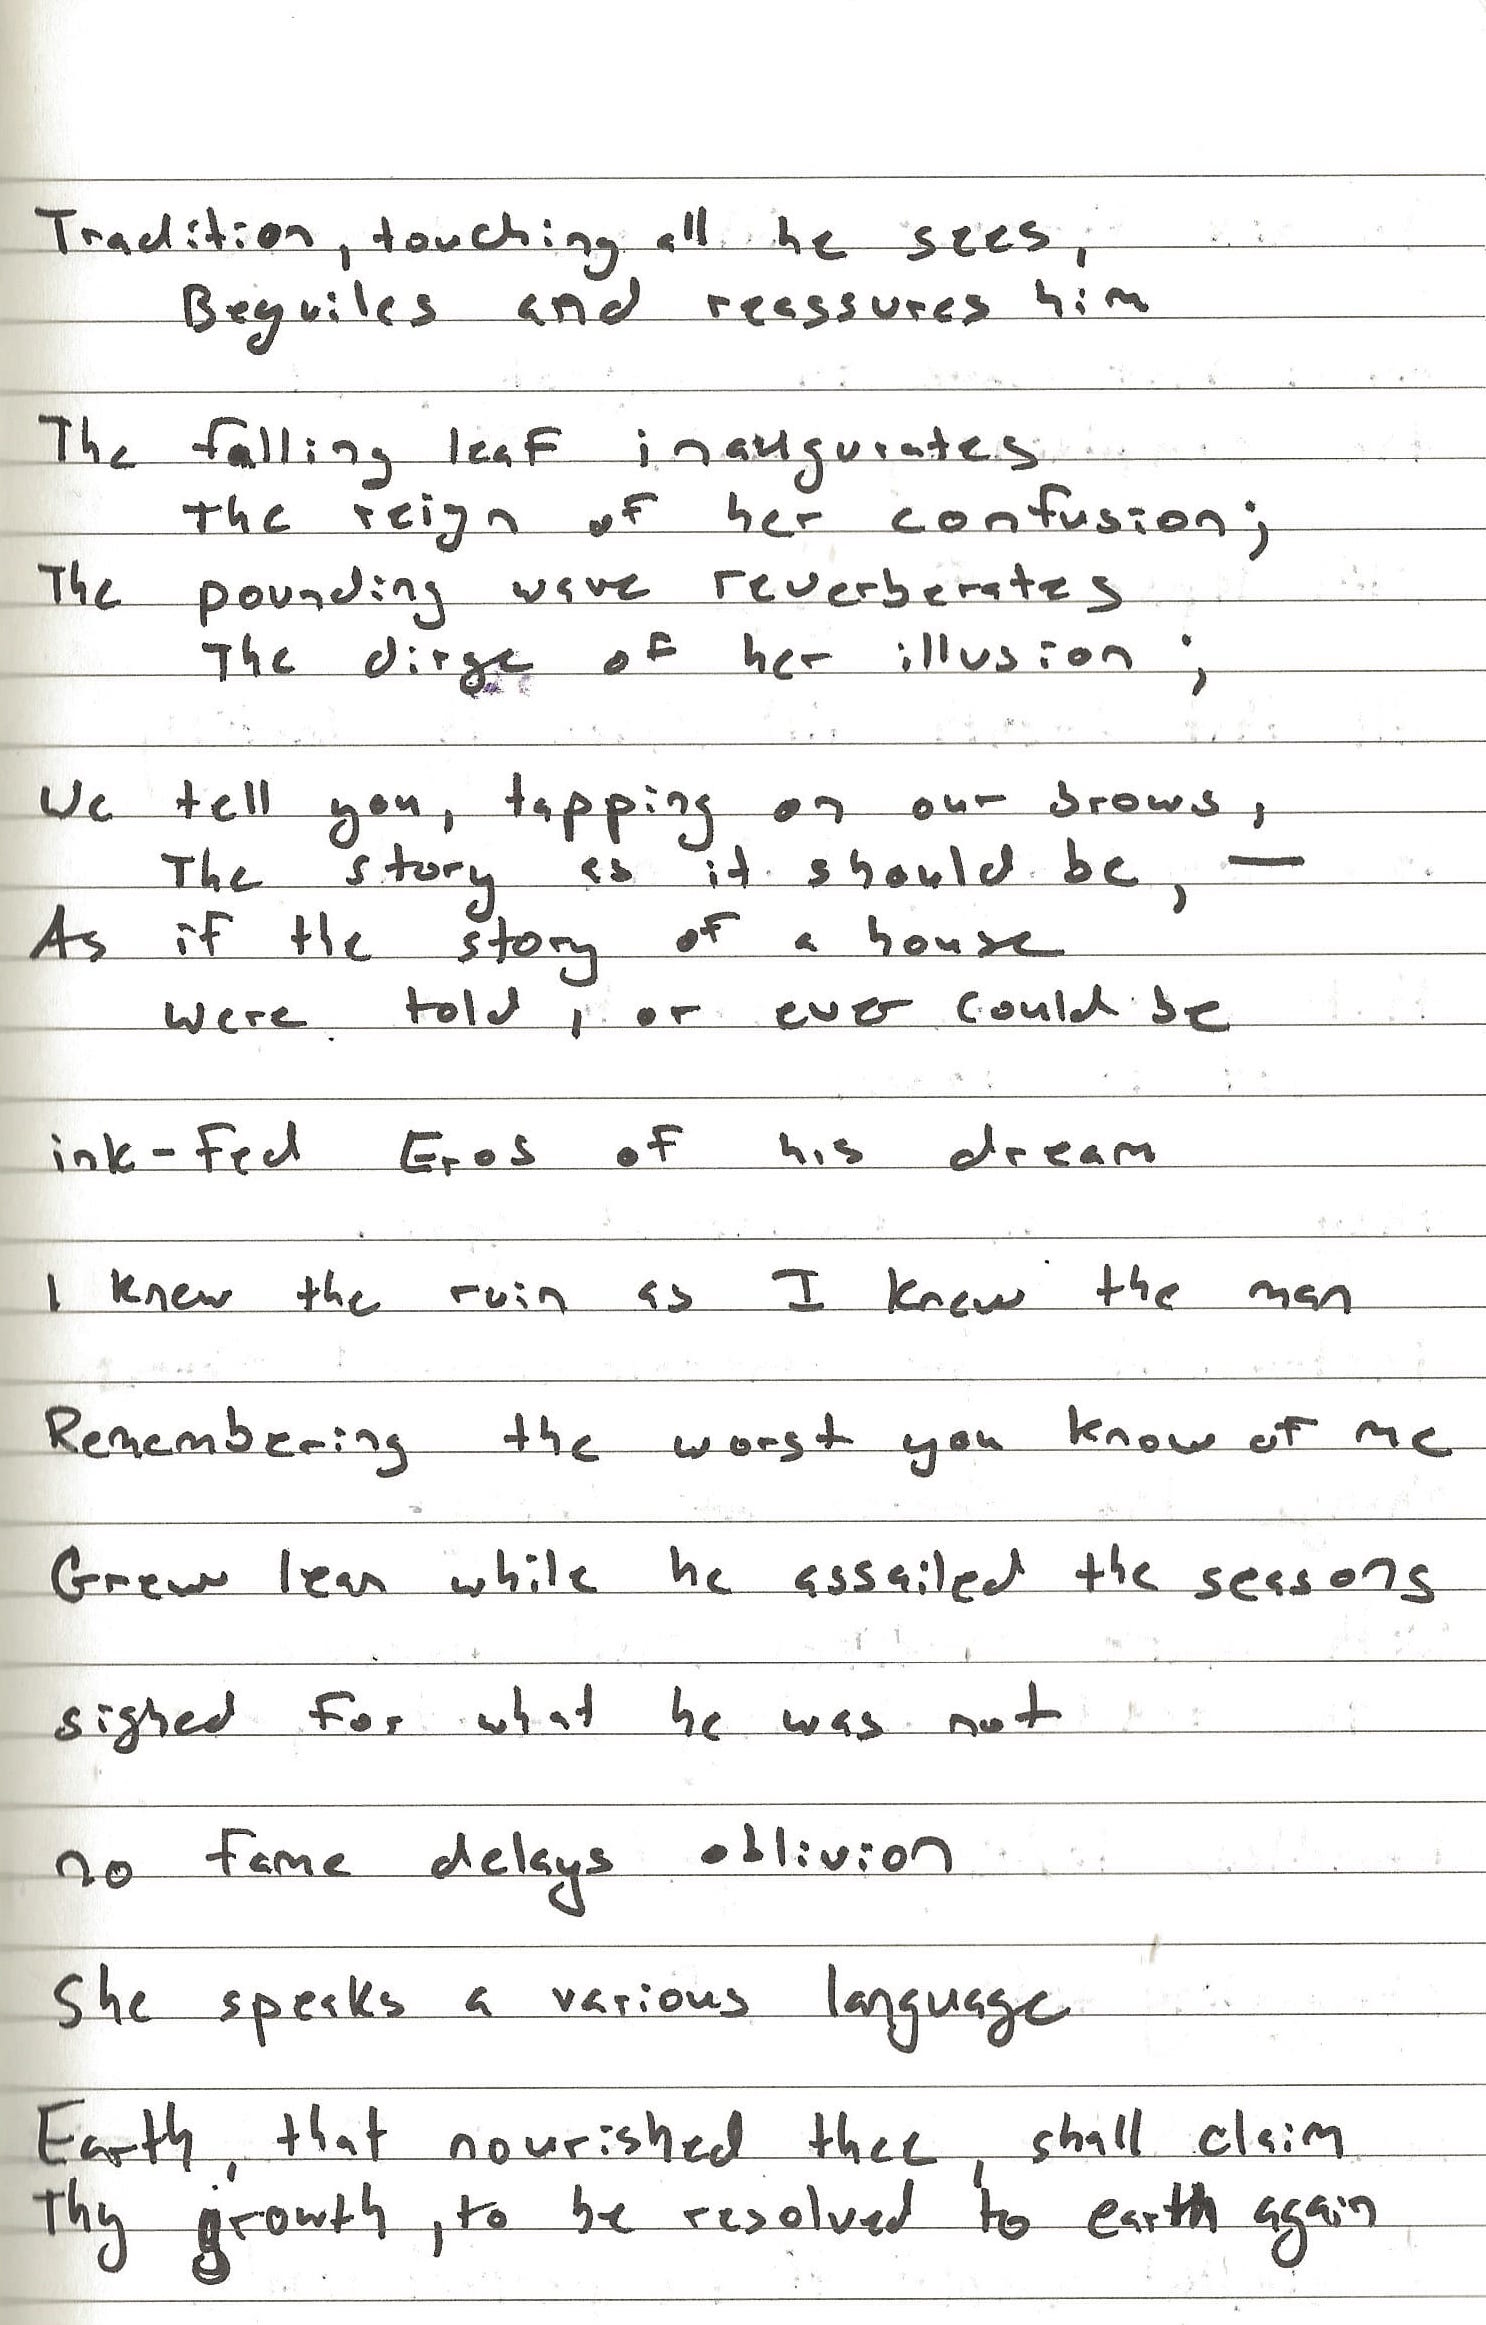 Tradition, touching all he sees,
Beguiles and reassures him
The falling leaf inaugurates
The reign of her confusion;
The pounding wave reverberates
The dirge of her illusion;
We tell you, tapping on our brows,
The story as it should be, —
As if the story of a house
Were told, or ever could be
ink-fed Eros of his dream
I knew the ruin as I knew the man
Remembering the worst you know of me
Grew lean while he assailed the seasons
sighed for what he was not
no fame delays oblivion
She speaks a various language
Earth, that nourished thee, shall claim
Thy growth, to be resolved to earth again